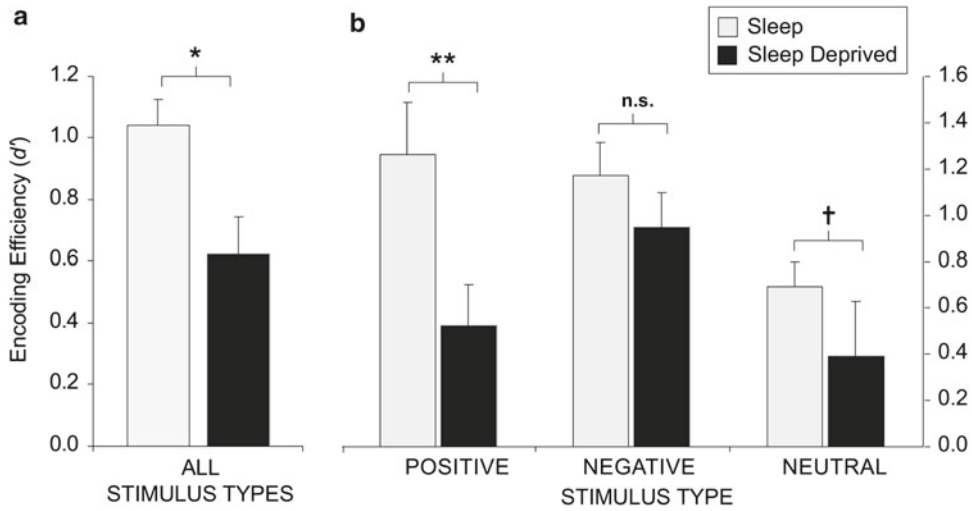 a
b
Sleep
Sleep Deprived
Encoding Efficiency (d')
1.2
1.0
0.8
0.6
0.4
0.2
0.0
*
ALL
STIMULUS TYPES
**
n.s.
†
POSITIVE
NEGATIVE
NEUTRAL
STIMULUS TYPE
1.6
1.4
1.2
1.0
0.8
0.6
0.4
0.2
0.0